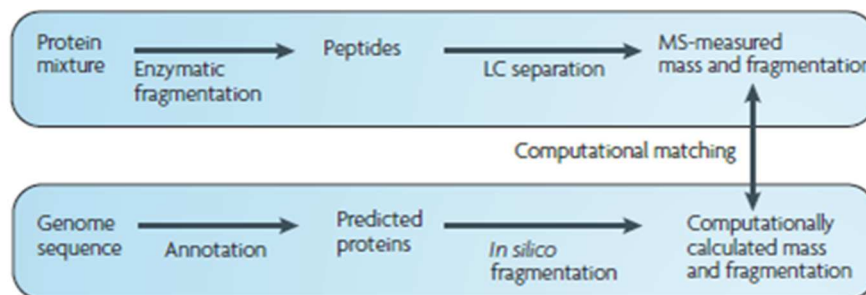 Protein
mixture
Enzymatic
fragmentation
Peptides
LC separation
MS-measured
mass and fragmentation
Computational matching
Genome
sequence
Annotation
Predicted
proteins
In silico
fragmentation
Computationally
calculated mass
and fragmentation